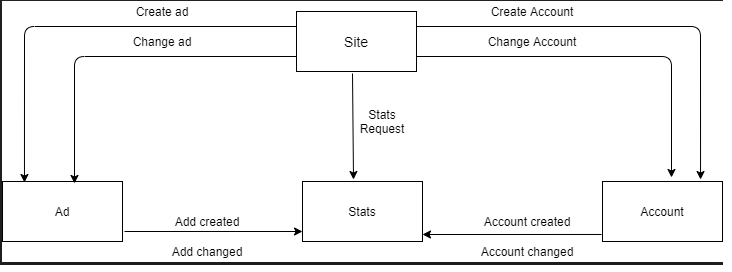 Create ad
Create Account
Site
Change ad
Change Account
Stats
Request
Ad
Stats
Account
Add created
Account created
Add changed
Account changed